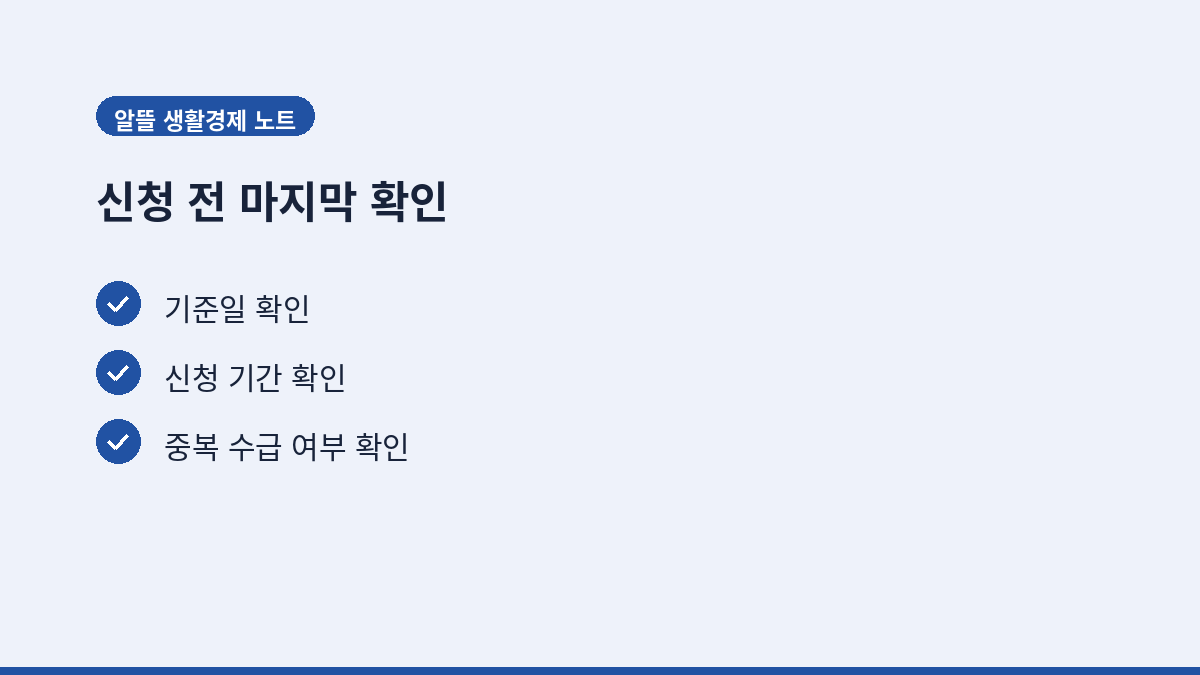 알뜰 생활경제 노트
신청 전 마지막 확인
기준일 확인
신청 기간 확인
중복 수급 여부 확인